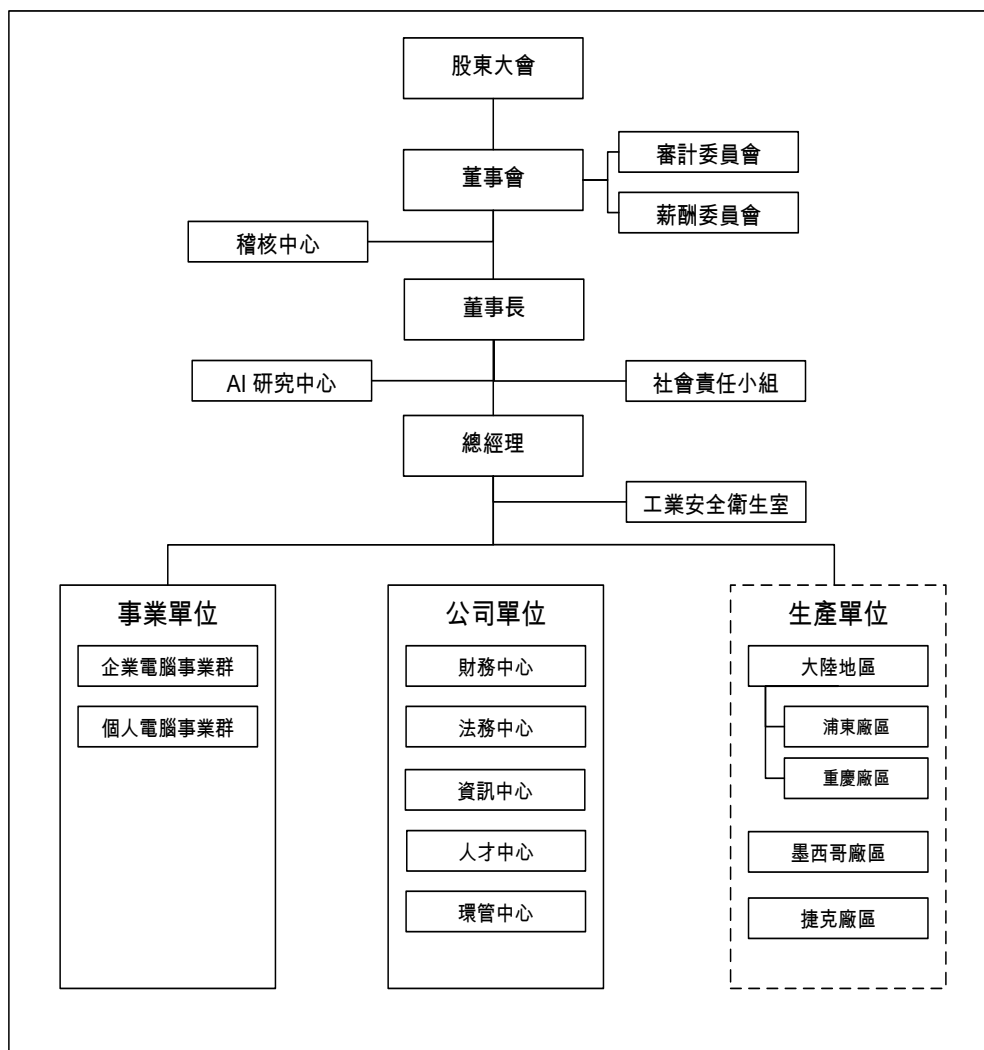 股東大會
董事會
審計委員會
薪酬委員會
稽核中心
董事長
AI 研究中心
社會責任小組
總經理
工業安全衛生室
事業單位
企業電腦事業群
個人電腦事業群
公司單位
財務中心
法務中心
資訊中心
人才中心
環管中心
生產單位
大陸地區
浦東廠區
重慶廠區
墨西哥廠區
捷克廠區